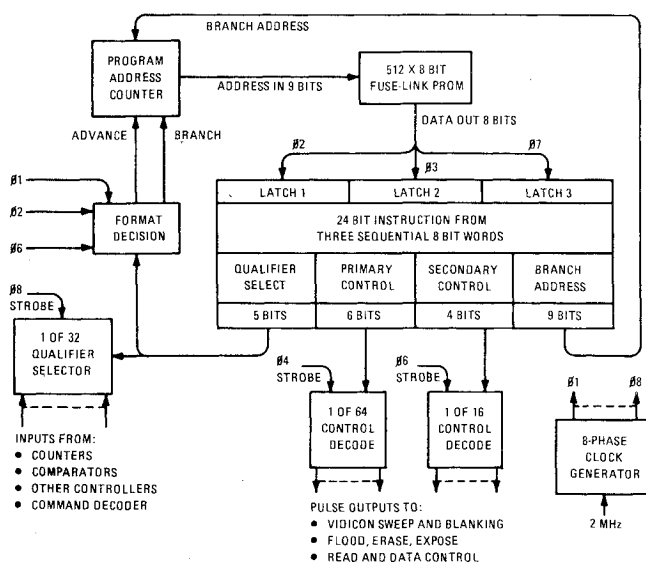 BRANCH ADDRESS
PROGRAM
ADDRESS
COUNTER
ADDRESS IN 9 BITS
512 X 8 BIT
FUSE-LINK PROM
DATA OUT 8 BITS
ADVANCE
BRANCH
Ø2
Ø3
Ø7
Ø1
Ø2
Ø6
FORMAT
DECISION
LATCH 1
LATCH 2
LATCH 3
24 BIT INSTRUCTION FROM
THREE SEQUENTIAL 8 BIT WORDS
QUALIFIER
SELECT
PRIMARY
CONTROL
SECONDARY
CONTROL
BRANCH
ADDRESS
5 BITS
6 BITS
4 BITS
9 BITS
Ø8
STROBE
1 OF 32
QUALIFIER
SELECTOR
INPUTS FROM:
• COUNTERS
• COMPARATORS
• OTHER CONTROLLERS
• COMMAND DECODER
Ø4
STROBE
1 OF 64
CONTROL
DECODE
Ø6
STROBE
1 OF 16
CONTROL
DECODE
PULSE OUTPUTS TO:
• VIDICON SWEEP AND BLANKING
• FLOOD, ERASE, EXPOSE
• READ AND DATA CONTROL
Ø1
Ø8
8-PHASE
CLOCK
GENERATOR
2 MHz